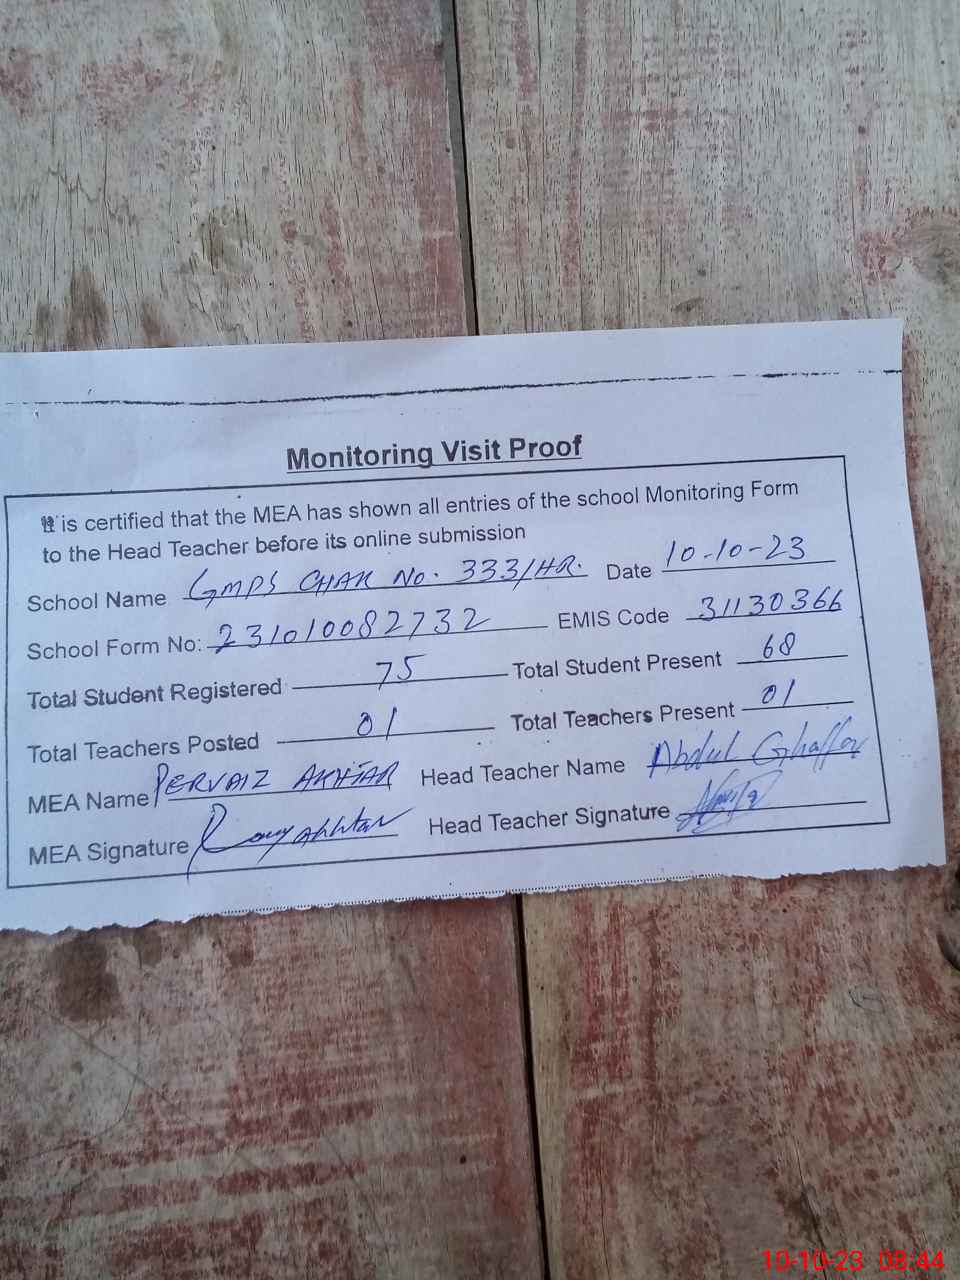 Monitoring Visit Proof
It is certified that the MEA has shown all entries of the school Monitoring Form
to the Head Teacher before its online submission
School Name GMPS CHAK No. 333/HR. Date 10-10-23
School Form No: 231010082732 EMIS Code 31130366
Total Student Registered 75 Total Student Present 68
Total Teachers Posted 01 Total Teachers Present 01
MEA Name PERVAIZ AKHTAR Head Teacher Name Abdul Ghaffar
MEA Signature Head Teacher Signature
10-10-23 08:44